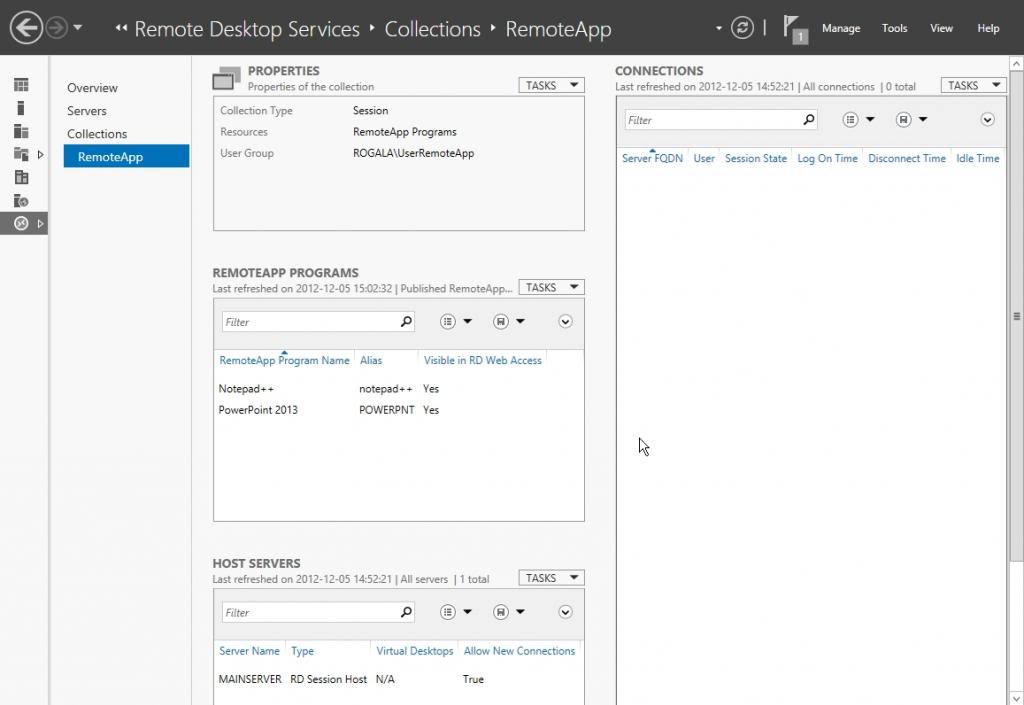 Remote Desktop Services ‣ Collections ‣ RemoteApp
1
Manage Tools View Help
Overview
Servers
Collections
RemoteApp
PROPERTIES
Properties of the collection
TASKS
Collection Type Session
Resources RemoteApp Programs
User Group ROGALA\UserRemoteApp
REMOTEAPP PROGRAMS
Last refreshed on 2012-12-05 15:02:32 | Published RemoteApp...
TASKS
Filter
RemoteApp Program Name Alias Visible in RD Web Access
Notepad++ notepad++ Yes
PowerPoint 2013 POWERPNT Yes
HOST SERVERS
Last refreshed on 2012-12-05 14:52:21 | All servers | 1 total
TASKS
Filter
Server Name Type Virtual Desktops Allow New Connections
MAINSERVER RD Session Host N/A True
CONNECTIONS
Last refreshed on 2012-12-05 14:52:21 | All connections | 0 total
TASKS
Filter
Server FQDN User Session State Log On Time Disconnect Time Idle Time